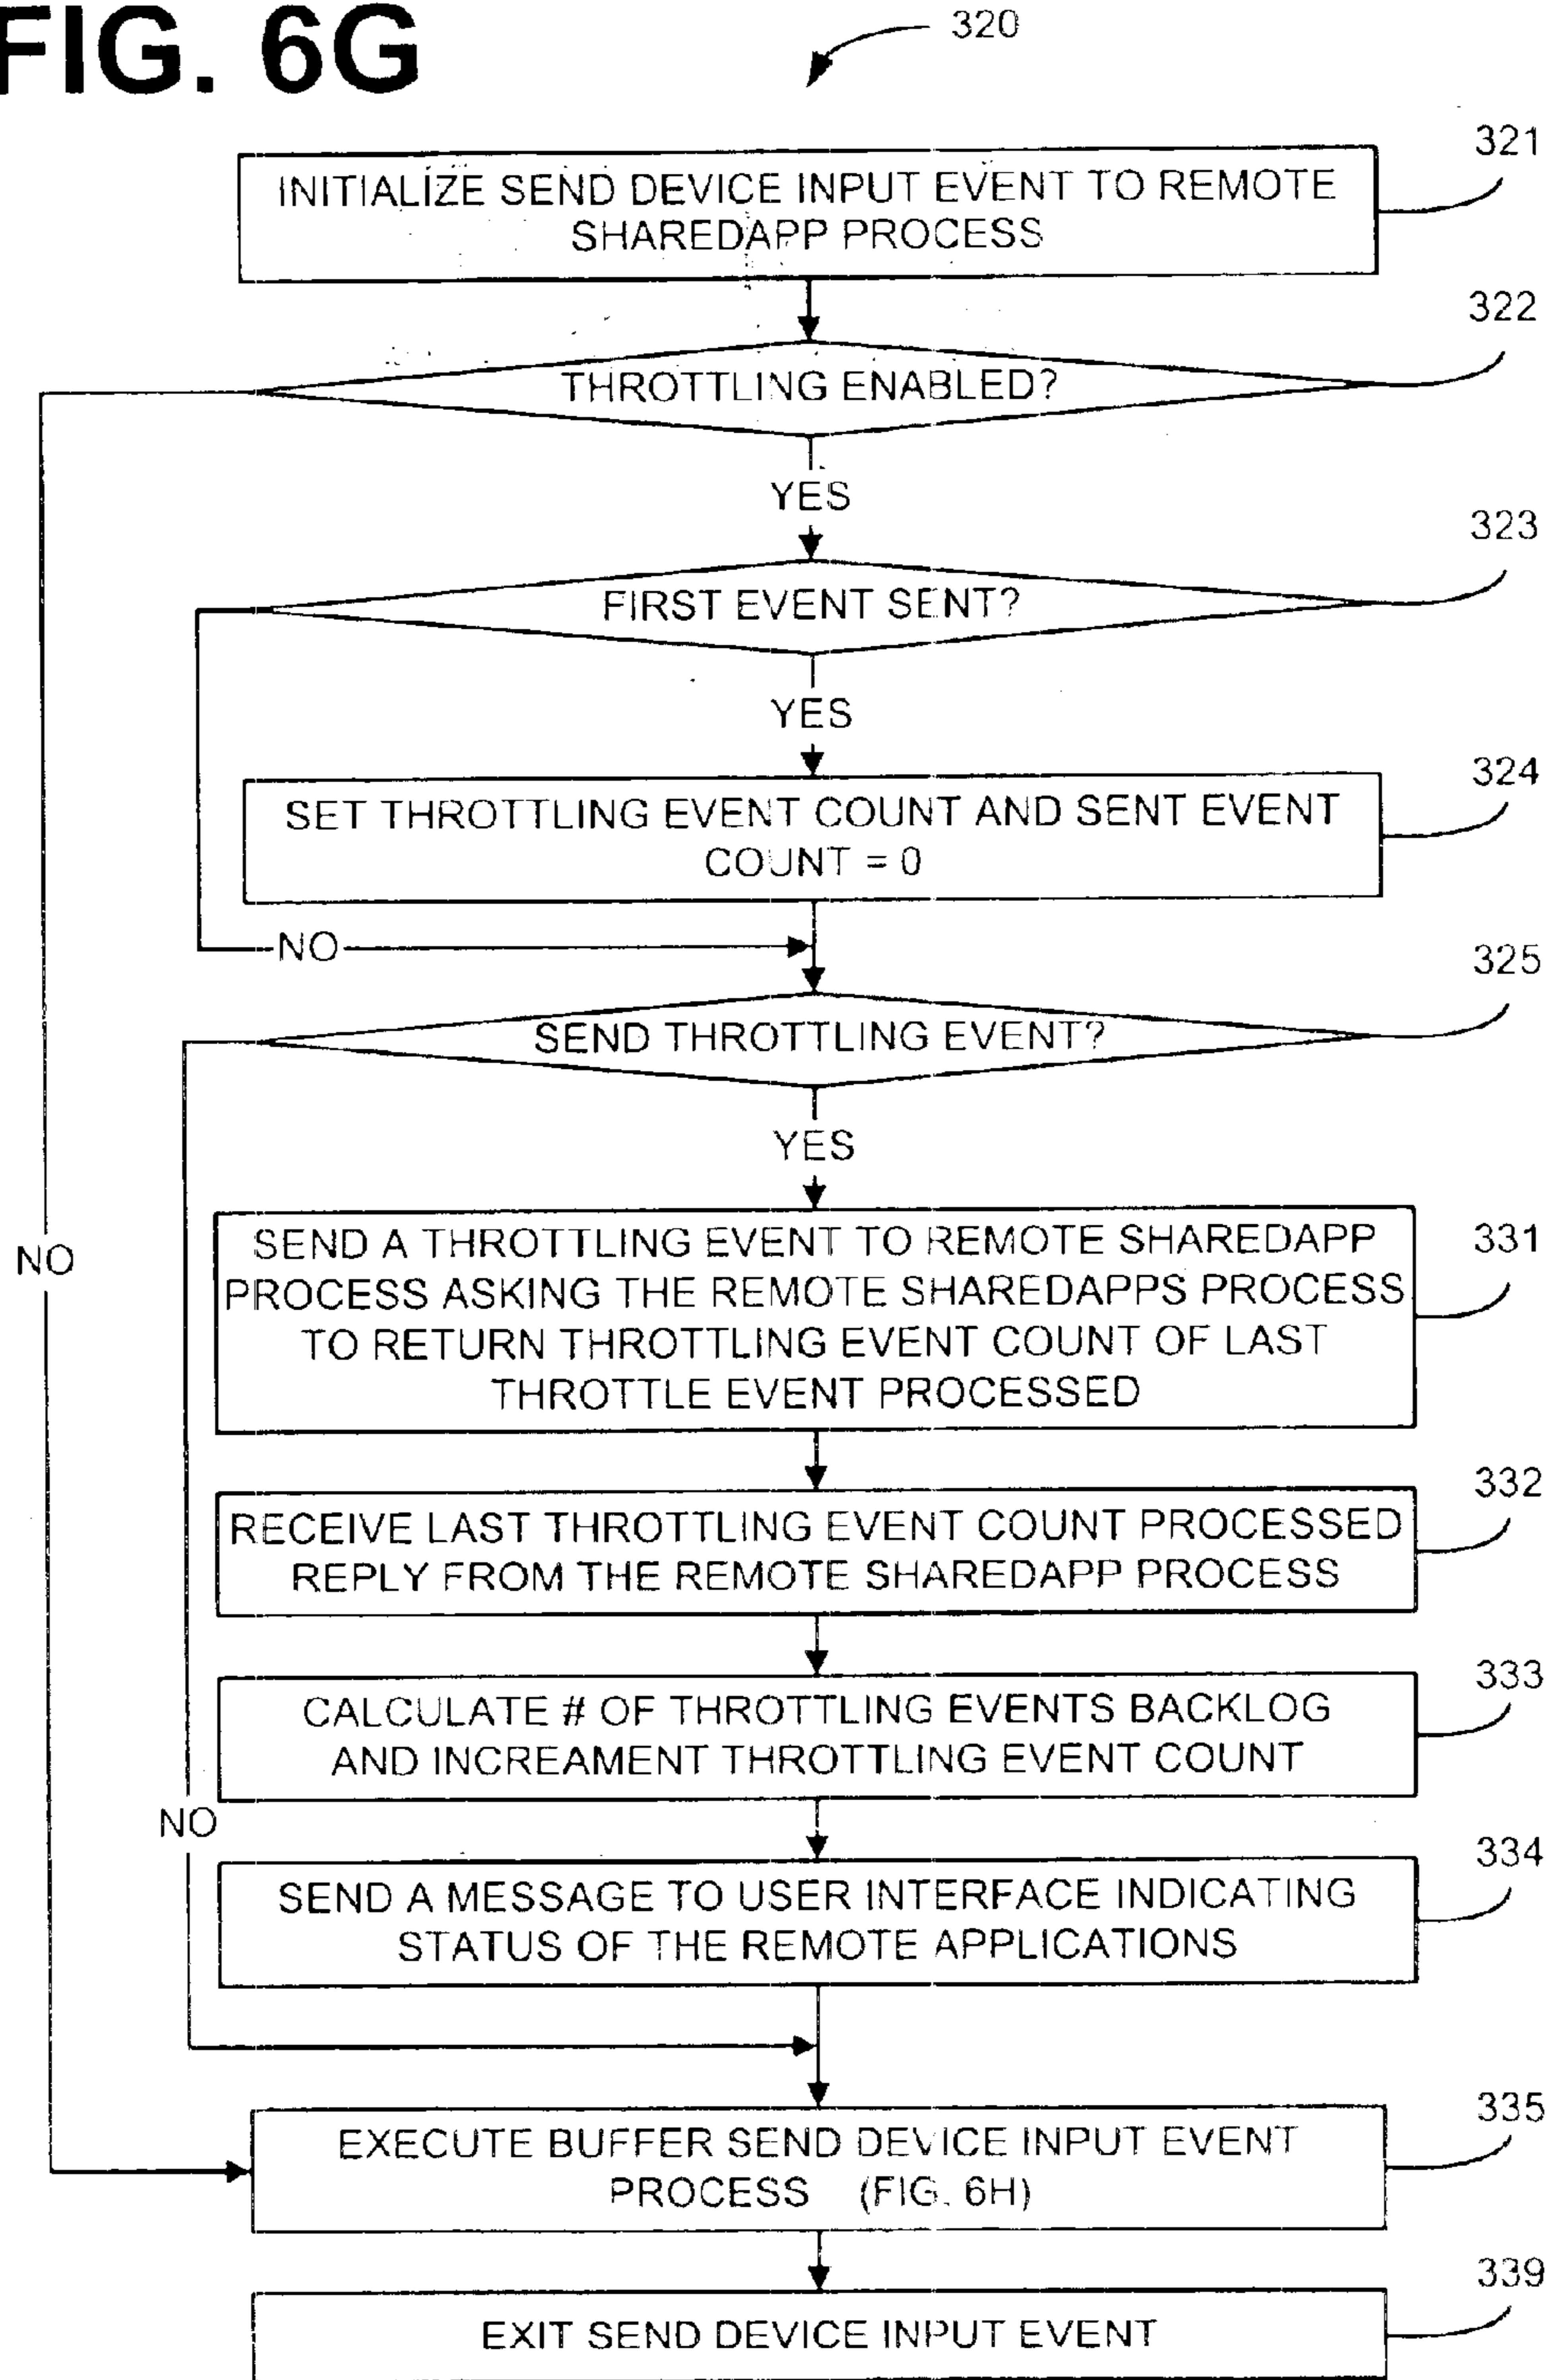 FIG. 6G
320
321
INITIALIZE SEND DEVICE INPUT EVENT TO REMOTE
SHAREDAPP PROCESS
322
THROTTLING ENABLED?
YES
323
FIRST EVENT SENT?
YES
324
SET THROTTLING EVENT COUNT AND SENT EVENT
COUNT = 0
NO
325
SEND THROTTLING EVENT?
YES
NO
331
SEND A THROTTLING EVENT TO REMOTE SHAREDAPP
PROCESS ASKING THE REMOTE SHAREDAPPS PROCESS
TO RETURN THROTTLING EVENT COUNT OF LAST
THROTTLE EVENT PROCESSED
332
RECEIVE LAST THROTTLING EVENT COUNT PROCESSED
REPLY FROM THE REMOTE SHAREDAPP PROCESS
333
CALCULATE # OF THROTTLING EVENTS BACKLOG
AND INCREAMENT THROTTLING EVENT COUNT
NO
334
SEND A MESSAGE TO USER INTERFACE INDICATING
STATUS OF THE REMOTE APPLICATIONS
335
EXECUTE BUFFER SEND DEVICE INPUT EVENT
PROCESS (FIG. 6H)
339
EXIT SEND DEVICE INPUT EVENT